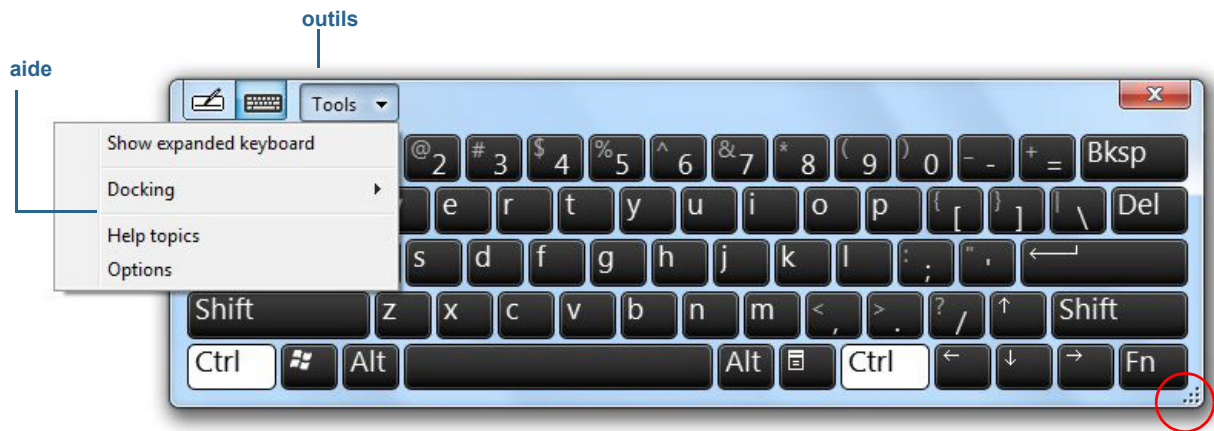 outils
aide
Tools
Show expanded keyboard
Docking
Help topics
Options
@ 2 # 3 $ 4 % 5 ^ 6 & 7 * 8 ( 9 ) 0 - - + = Bksp
e r t y u i o p { [ } ] | \ Del
s d f g h j k l : ; " '
Shift z x c v b n m < , > . ? / ↑ Shift
Ctrl Alt Alt Ctrl ← ↓ → Fn